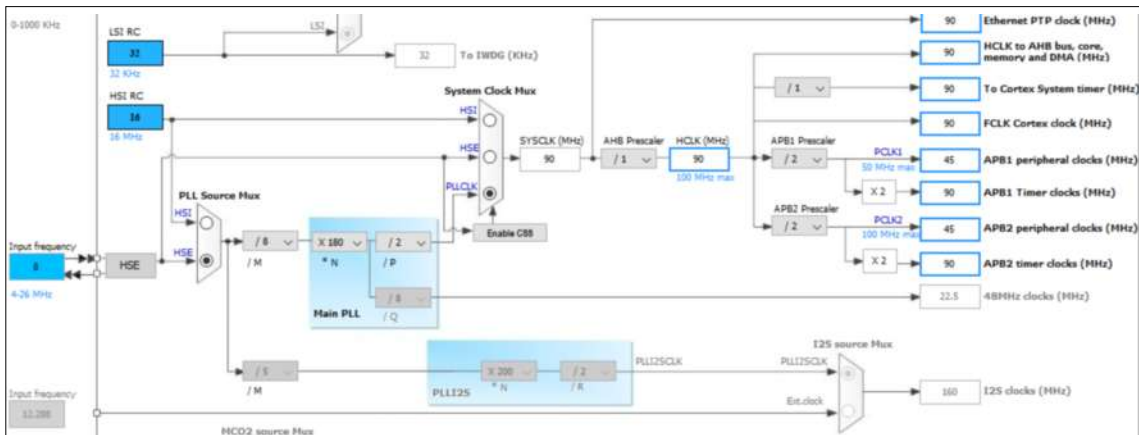 0-1000 KHz
LSI RC
32
32 KHz
LSI
32
To IWDG (KHz)
HSI RC
16
16 MHz
System Clock Mux
HSI
HSE
PLLCLK
Enable CSS
SYSCLK (MHz)
90
AHB Prescaler
/ 1
HCLK (MHz)
90
100 MHz max
90
Ethernet PTP clock (MHz)
90
HCLK to AHB bus, core,
memory and DMA (MHz)
/ 1
90
To Cortex System timer (MHz)
90
FCLK Cortex clock (MHz)
APB1 Prescaler
/ 2
PCLK1
50 MHz max
45
APB1 peripheral clocks (MHz)
X 2
90
APB1 Timer clocks (MHz)
APB2 Prescaler
/ 2
PCLK2
100 MHz max
45
APB2 peripheral clocks (MHz)
X 2
90
APB2 timer clocks (MHz)
22.5
48MHz clocks (MHz)
PLL Source Mux
HSI
HSE
Input frequency
8
4-26 MHz
HSE
/ 8
/ M
X 180
* N
/ 2
/ P
/ 8
/ Q
Main PLL
/ 5
/ M
X 200
* N
/ 2
/ R
PLLI2S
PLLI2SCLK
PLLI2SCLK
I2S source Mux
Ext.clock
160
I2S clocks (MHz)
Input frequency
12.288
MCO2 source Mux